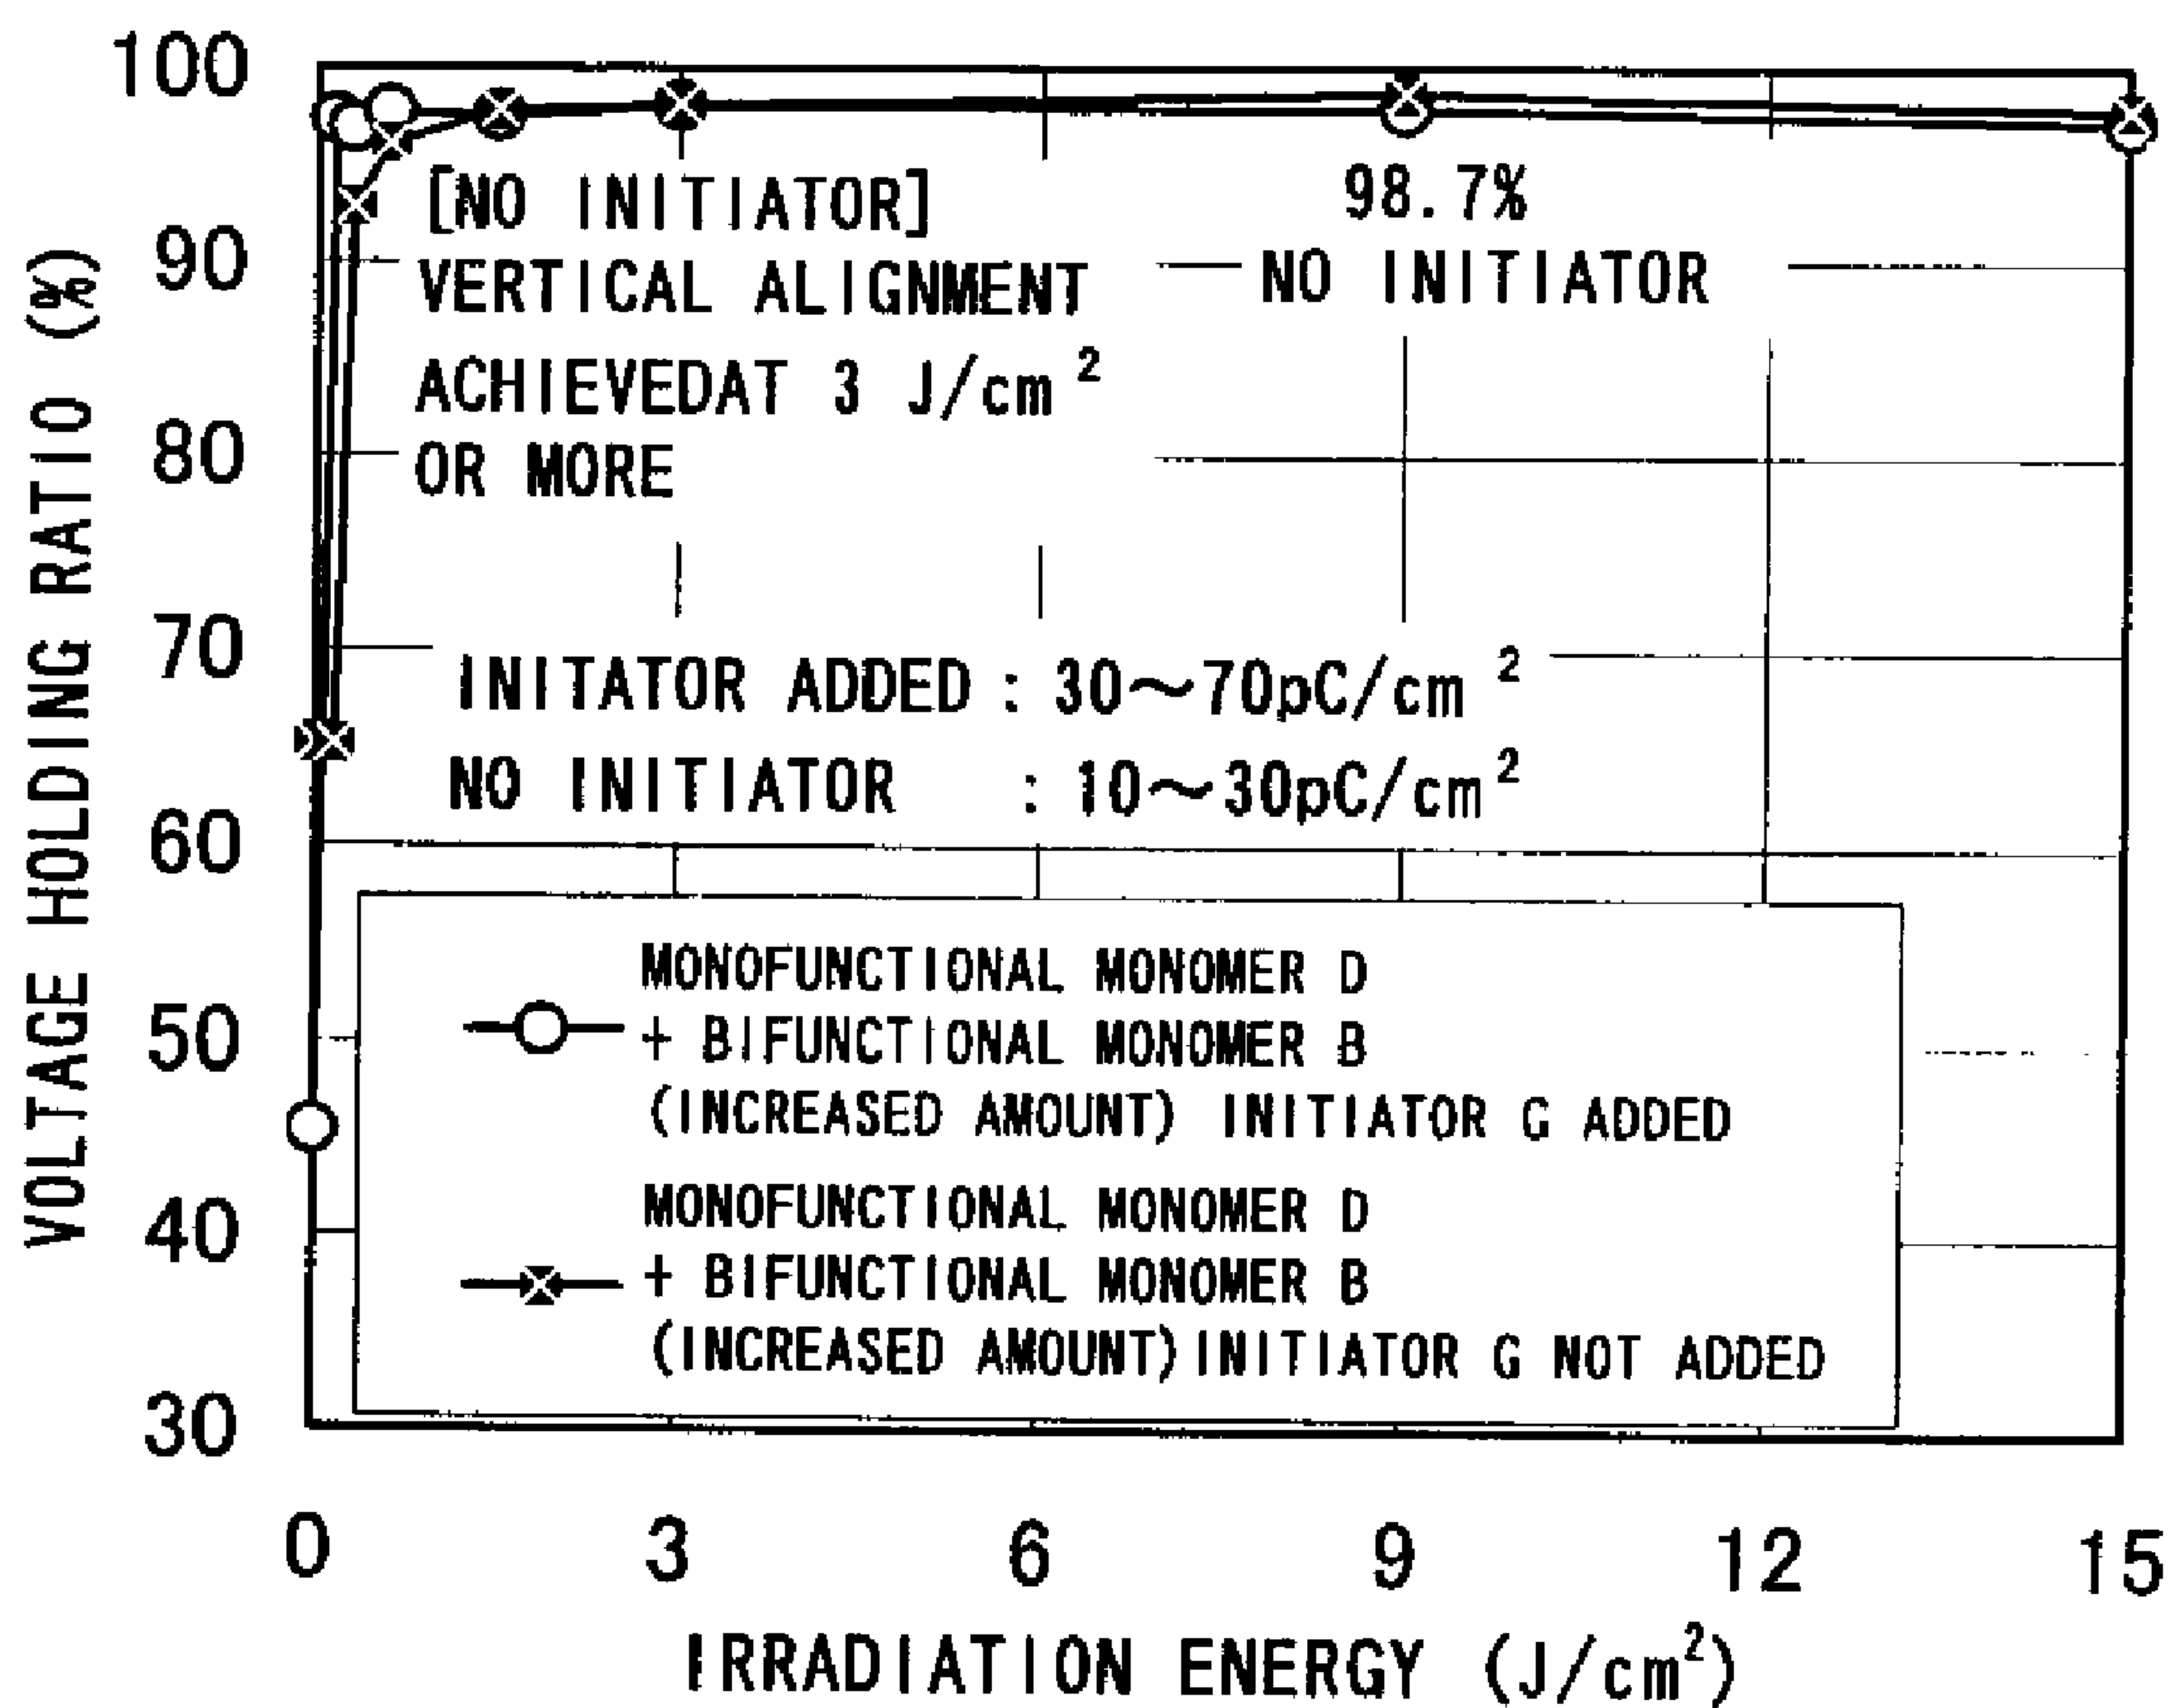 VOLTAGE HOLDING RATIO (%)
100
90
80
70
60
50
40
30
[NO INITIATOR]
VERTICAL ALIGNMENT
ACHIEVEDAT 3 J/cm²
OR MORE
98.7%
NO INITIATOR
INITATOR ADDED : 30～70pC/cm²
NO INITIATOR : 10～30pC/cm²
MONOFUNCTIONAL MONOMER D
+ BIFUNCTIONAL MONOMER B
(INCREASED AMOUNT) INITIATOR G ADDED
MONOFUNCTIONAL MONOMER D
+ BIFUNCTIONAL MONOMER B
(INCREASED AMOUNT) INITIATOR G NOT ADDED
0 3 6 9 12 15
IRRADIATION ENERGY (J/cm²)